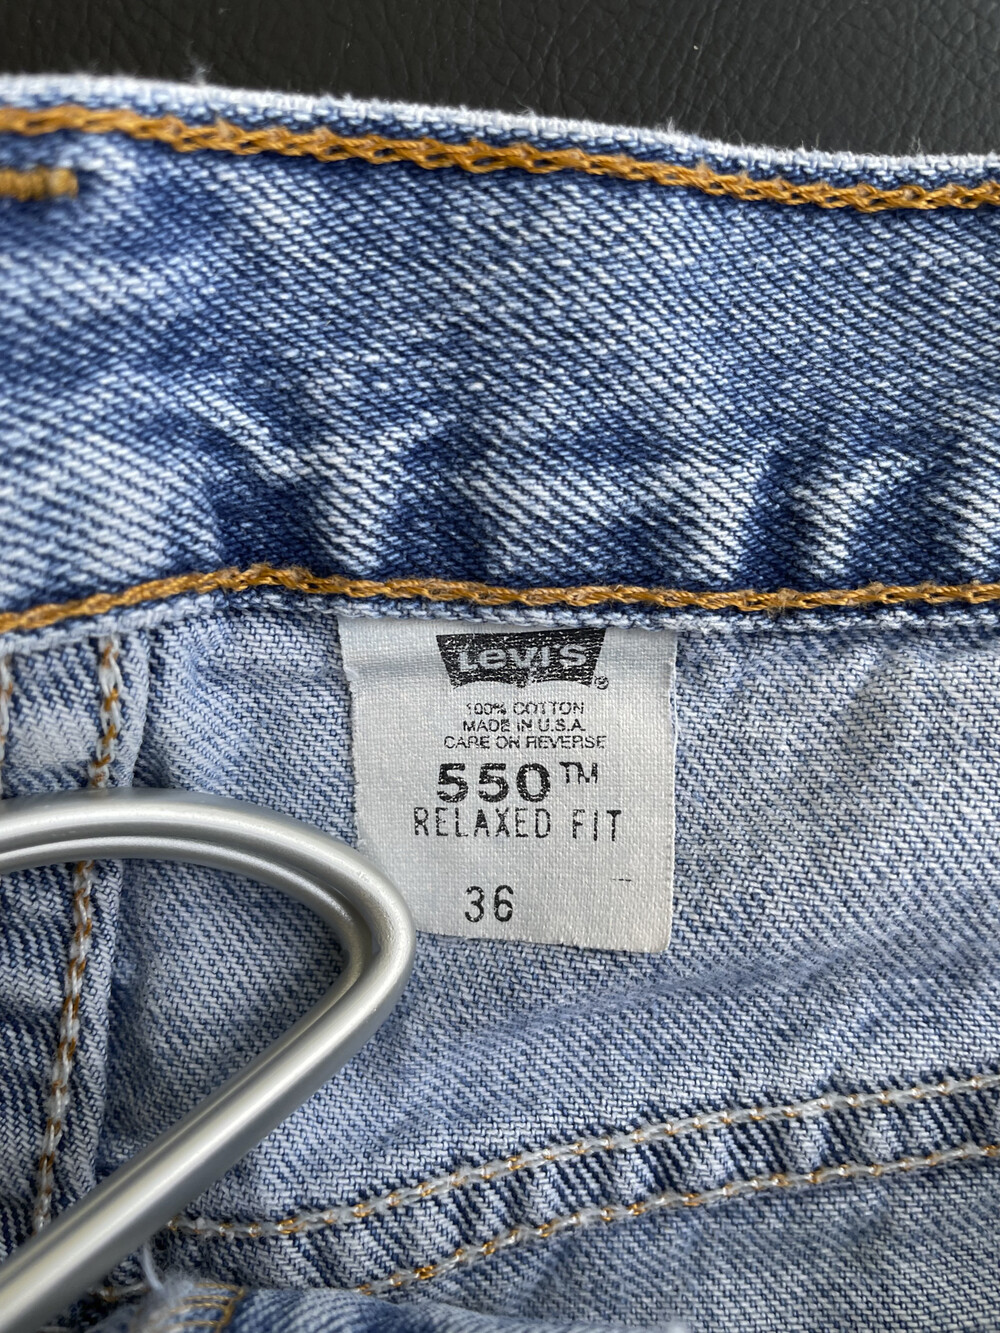 Levi's®
100% COTTON
MADE IN U.S.A.
CARE ON REVERSE
550™
RELAXED FIT
36